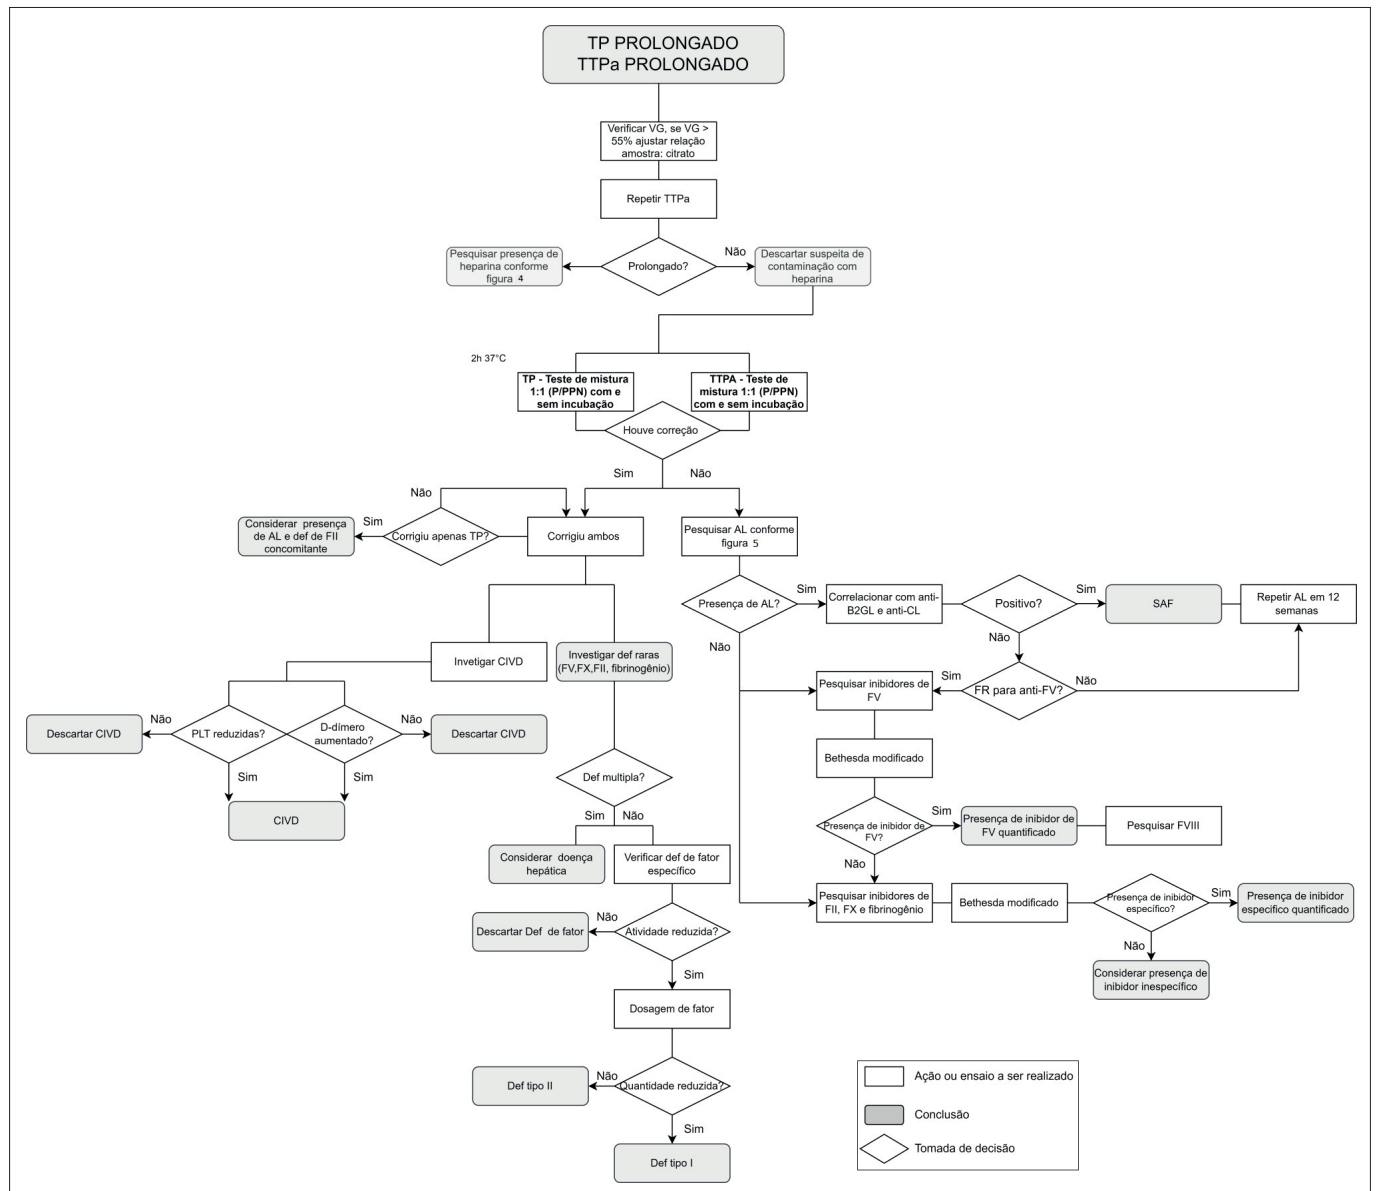 TP PROLONGADO
TTPa PROLONGADO
Verificar VG, se VG >
55% ajustar relação
amostra: citrato
Repetir TTPa
Pesquisar presença de
heparina conforme
figura 4
Prolongado?
Não
Descartar suspeita de
contaminação com
heparina
2h 37°C
TP - Teste de mistura
1:1 (P/PPN) com e
sem incubação
TTPA - Teste de
mistura 1:1 (P/PPN)
com e sem incubação
Houve correção
Sim
Não
Não
Considerar presença
de AL e def de FII
concomitante
Sim
Corrigiu apenas TP?
Corrigiu ambos
Pesquisar AL conforme
figura 5
Presença de AL?
Sim
Não
Correlacionar com anti-
B2GL e anti-CL
Positivo?
Sim
Não
SAF
Repetir AL em 12
semanas
Invetigar CIVD
Investigar def raras
(FV,FX,FII, fibrinogênio)
Pesquisar inibidores de
FV
Sim
FR para anti-FV?
Não
Descartar CIVD
Não
PLT reduzidas?
D-dímero
aumentado?
Não
Descartar CIVD
Sim
Sim
CIVD
Def multipla?
Sim
Não
Bethesda modificado
Presença de inibidor de
FV?
Sim
Presença de inibidor de
FV quantificado
Pesquisar FVIII
Não
Considerar doença
hepática
Verificar def de fator
específico
Pesquisar inibidores de
FII, FX e fibrinogênio
Bethesda modificado
Presença de inibidor
específico?
Sim
Presença de inibidor
especifico quantificado
Não
Considerar presença de
inibidor inespecífico
Descartar Def de fator
Não
Atividade reduzida?
Sim
Dosagem de fator
Def tipo II
Não
Quantidade reduzida?
Sim
Def tipo I
Ação ou ensaio a ser realizado
Conclusão
Tomada de decisão